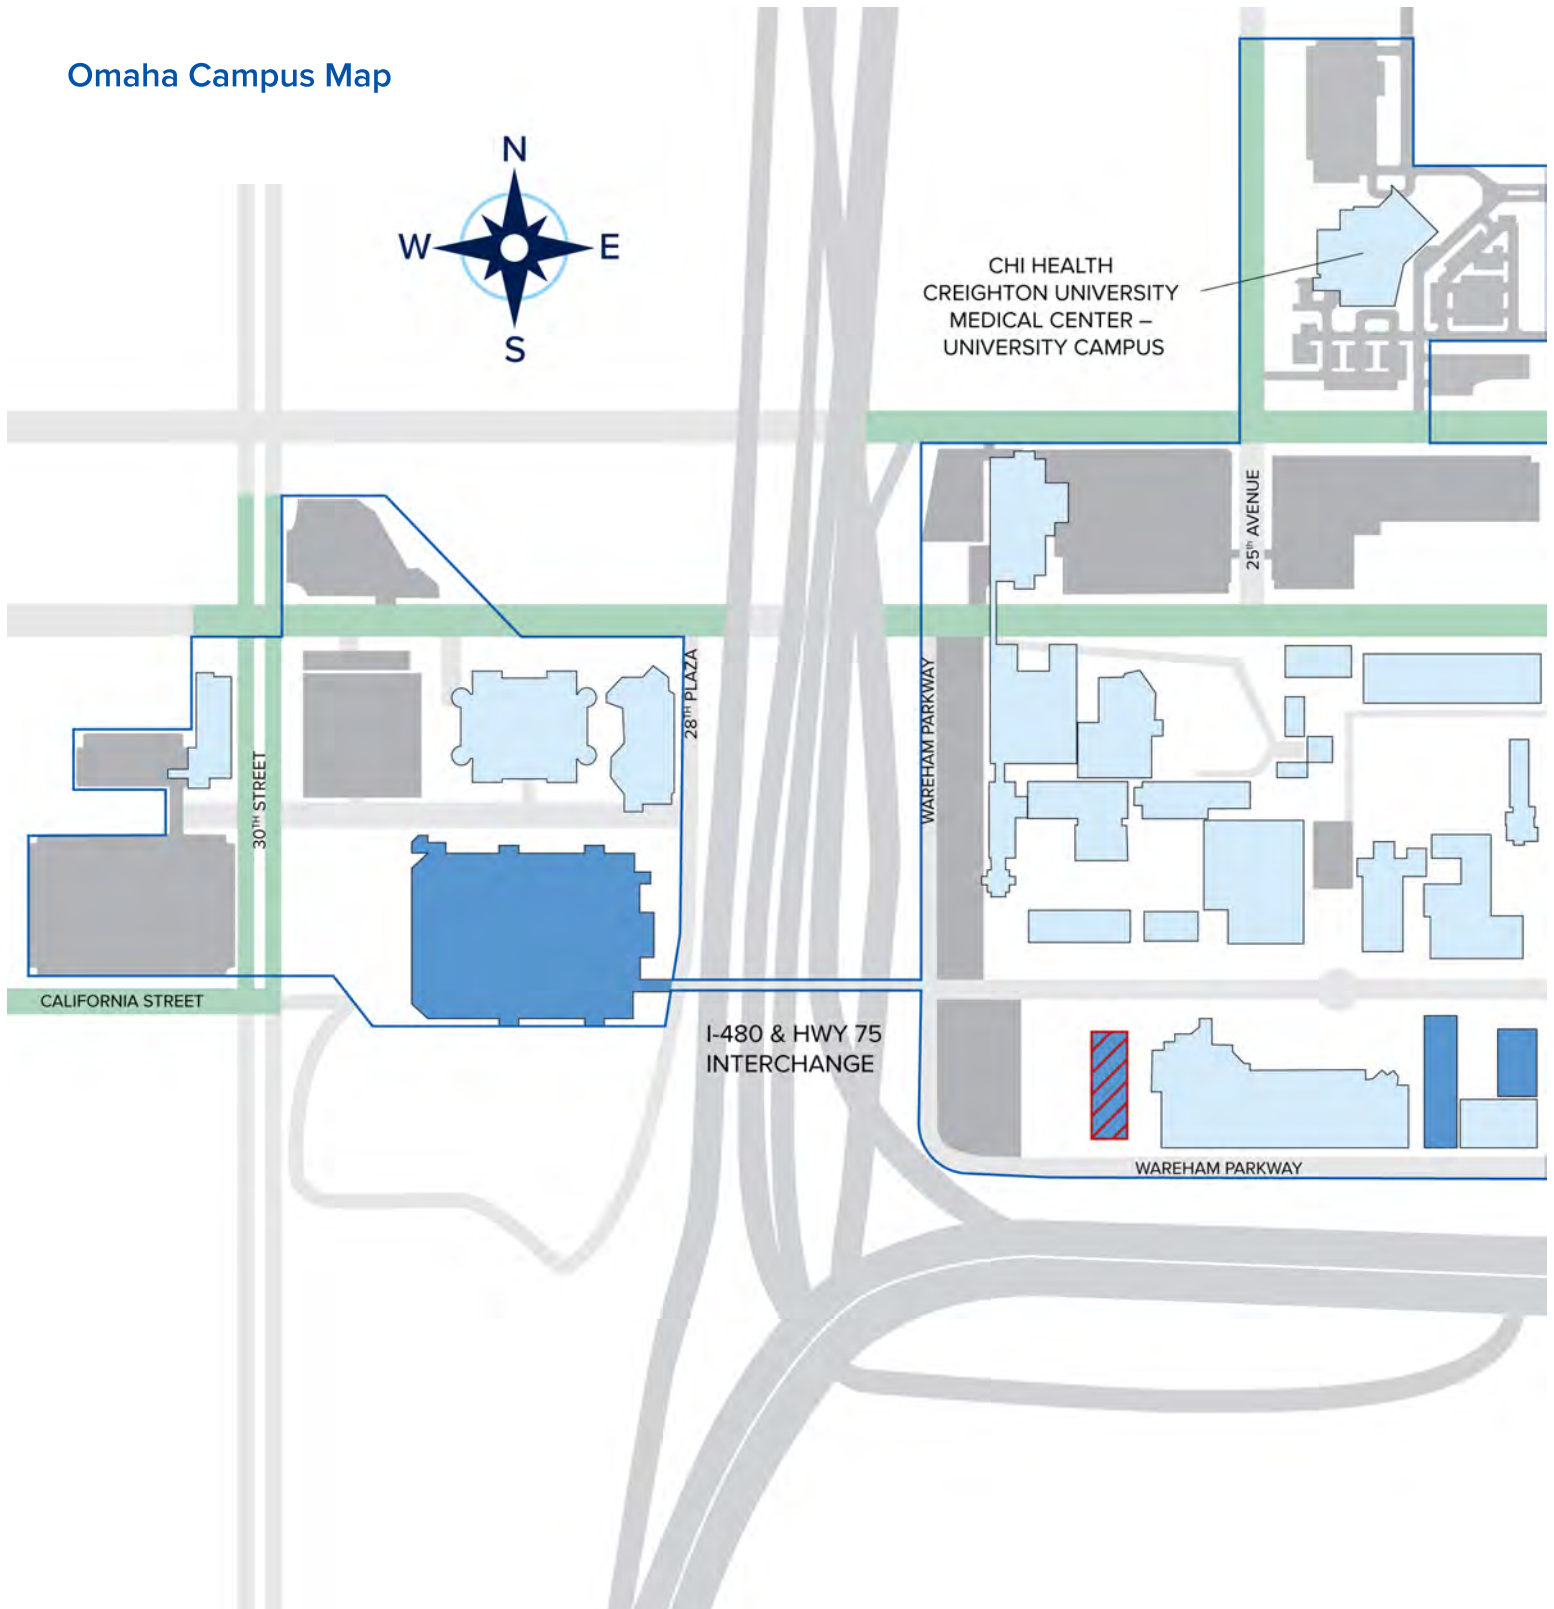 Omaha Campus Map
N
W
E
S
CHI HEALTH
CREIGHTON UNIVERSITY
MEDICAL CENTER –
UNIVERSITY CAMPUS
25th AVENUE
28TH PLAZA
WAREHAM PARKWAY
30TH STREET
CALIFORNIA STREET
I-480 & HWY 75
INTERCHANGE
WAREHAM PARKWAY